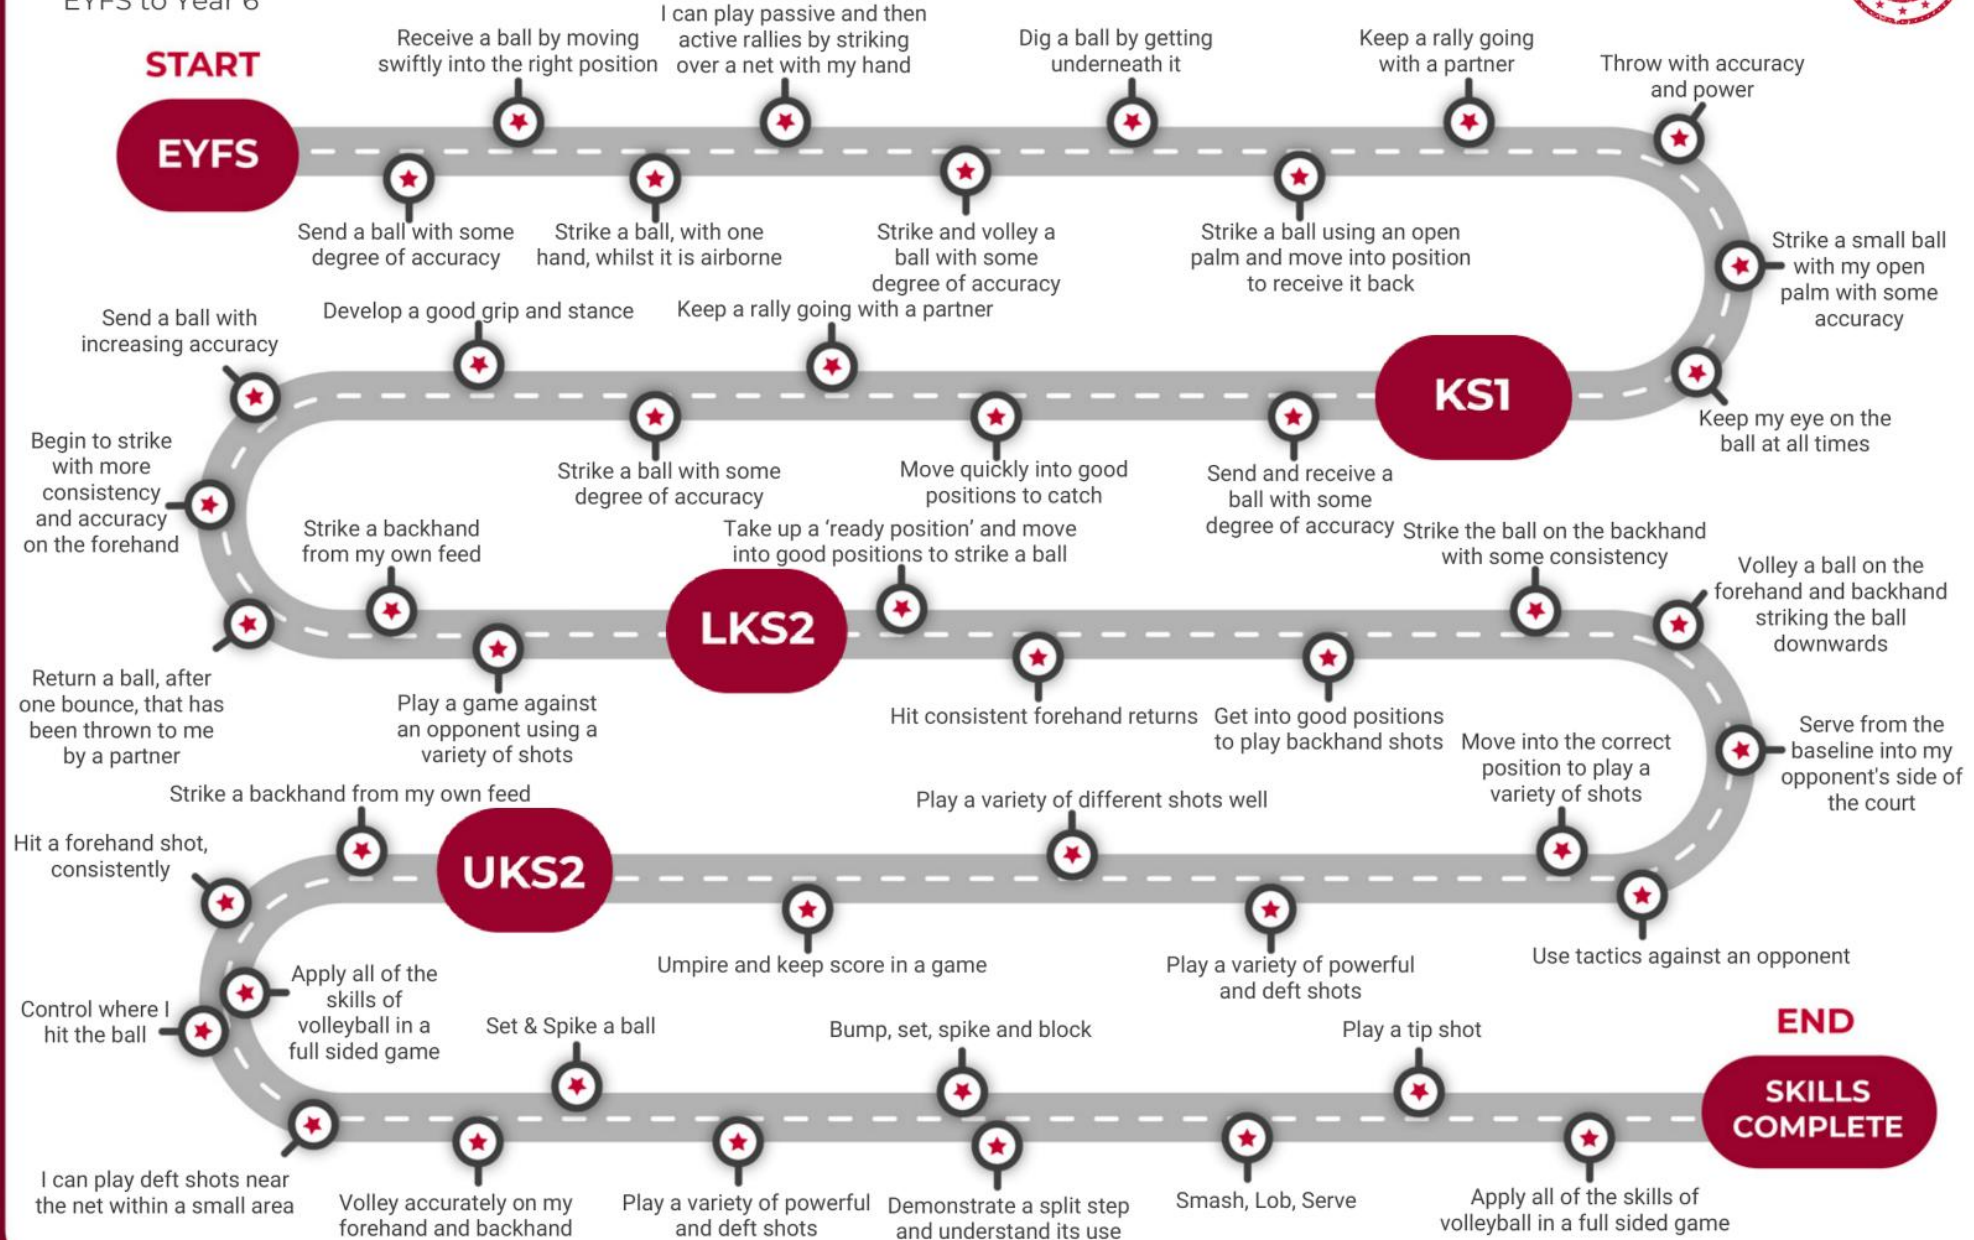 EYFS to Year 6
START
EYFS
Send a ball with some
degree of accuracy
Receive a ball by moving
swiftly into the right position
Strike a ball, with one
hand, whilst it is airborne
I can play passive and then
active rallies by striking
over a net with my hand
Strike and volley a
ball with some
degree of accuracy
Dig a ball by getting
underneath it
Strike a ball using an open
palm and move into position
to receive it back
Keep a rally going
with a partner
Throw with accuracy
and power
Strike a small ball
with my open
palm with some
accuracy
Keep my eye on the
ball at all times
KS1
Send and receive a
ball with some
degree of accuracy
Move quickly into good
positions to catch
Keep a rally going with a partner
Strike a ball with some
degree of accuracy
Develop a good grip and stance
Send a ball with
increasing accuracy
Begin to strike
with more
consistency
and accuracy
on the forehand
Return a ball, after
one bounce, that has
been thrown to me
by a partner
Strike a backhand
from my own feed
Play a game against
an opponent using a
variety of shots
LKS2
Take up a ‘ready position’ and move
into good positions to strike a ball
Hit consistent forehand returns
Get into good positions
to play backhand shots
Strike the ball on the backhand
with some consistency
Volley a ball on the
forehand and backhand
striking the ball
downwards
Serve from the
baseline into my
opponent's side of
the court
Use tactics against an opponent
Move into the correct
position to play a
variety of shots
Play a variety of powerful
and deft shots
Play a variety of different shots well
Umpire and keep score in a game
UKS2
Strike a backhand from my own feed
Hit a forehand shot,
consistently
Apply all of the
skills of
volleyball in a
full sided game
Control where I
hit the ball
I can play deft shots near
the net within a small area
Volley accurately on my
forehand and backhand
Set & Spike a ball
Play a variety of powerful
and deft shots
Bump, set, spike and block
Demonstrate a split step
and understand its use
Smash, Lob, Serve
Play a tip shot
Apply all of the skills of
volleyball in a full sided game
END
SKILLS
COMPLETE